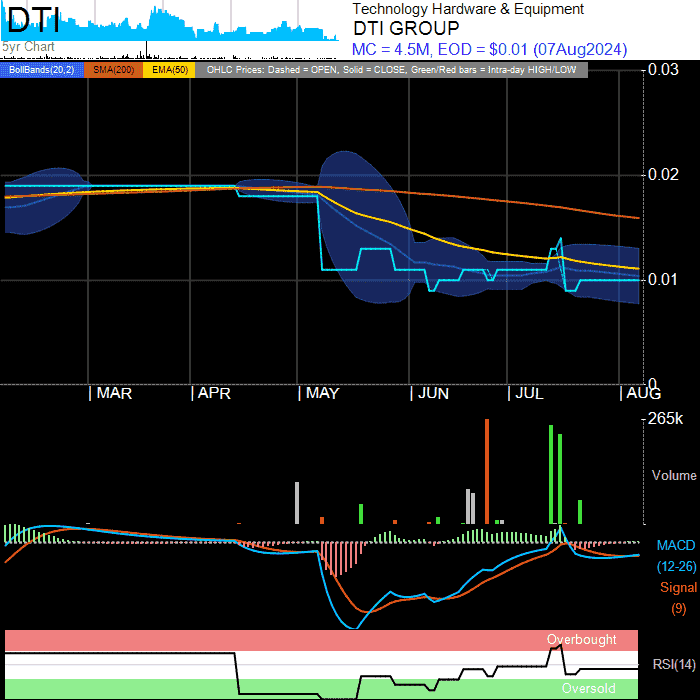 DTI
5yr Chart
Technology Hardware & Equipment
DTI GROUP
MC = 4.5M, EOD = $0.01 (07Aug2024)
BollBands(20,2) SMA(200) EMA(50) OHLC Prices: Dashed = OPEN, Solid = CLOSE, Green/Red bars = Intra-day HIGH/LOW
0.03
0.02
0.01
0
| MAR | APR | MAY | JUN | JUL | AUG
265k
Volume
MACD
(12-26)
Signal
(9)
Overbought
RSI(14)
Oversold